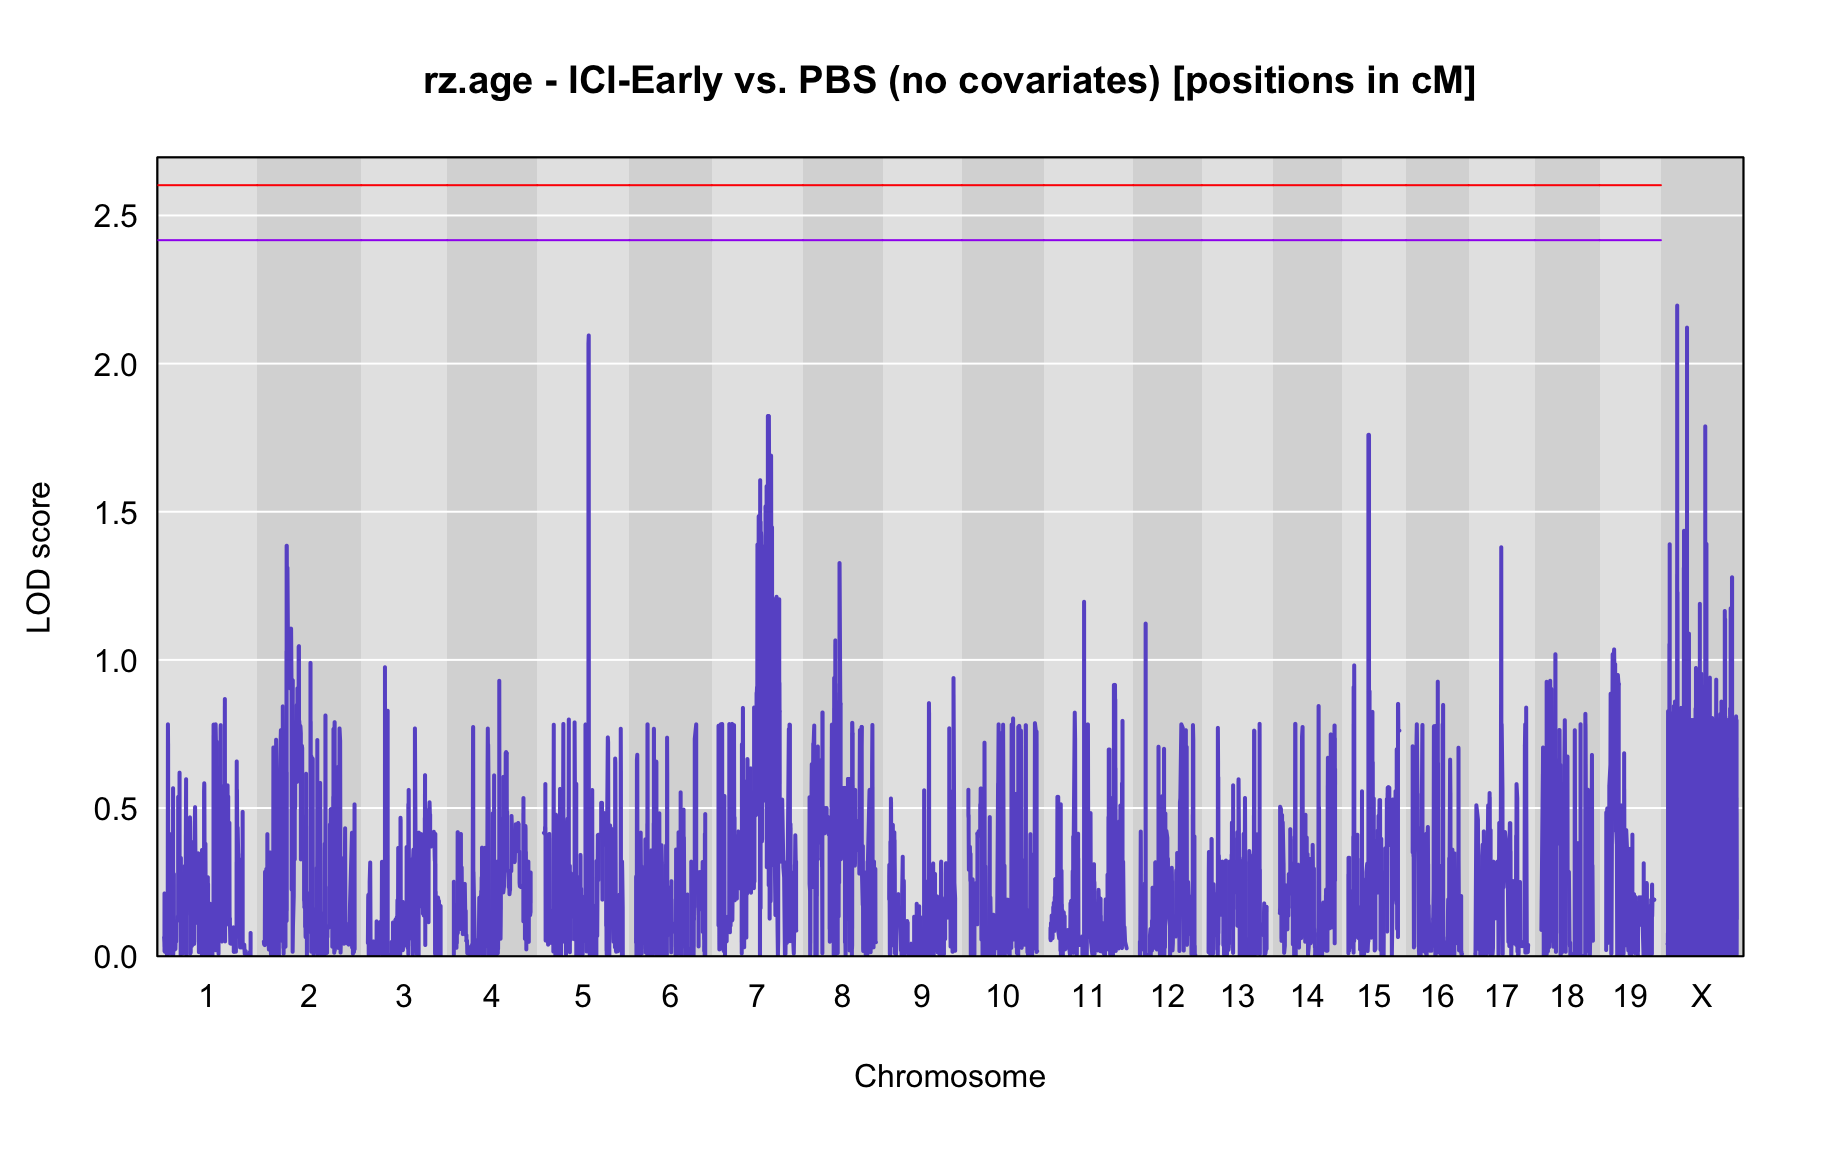 rz.age - ICI-Early vs. PBS (no covariates) [positions in cM]
LOD score
2.5
2.0
1.5
1.0
0.5
0.0
1 2 3 4 5 6 7 8 9 10 11 12 13 14 15 16 17 18 19 X
Chromosome